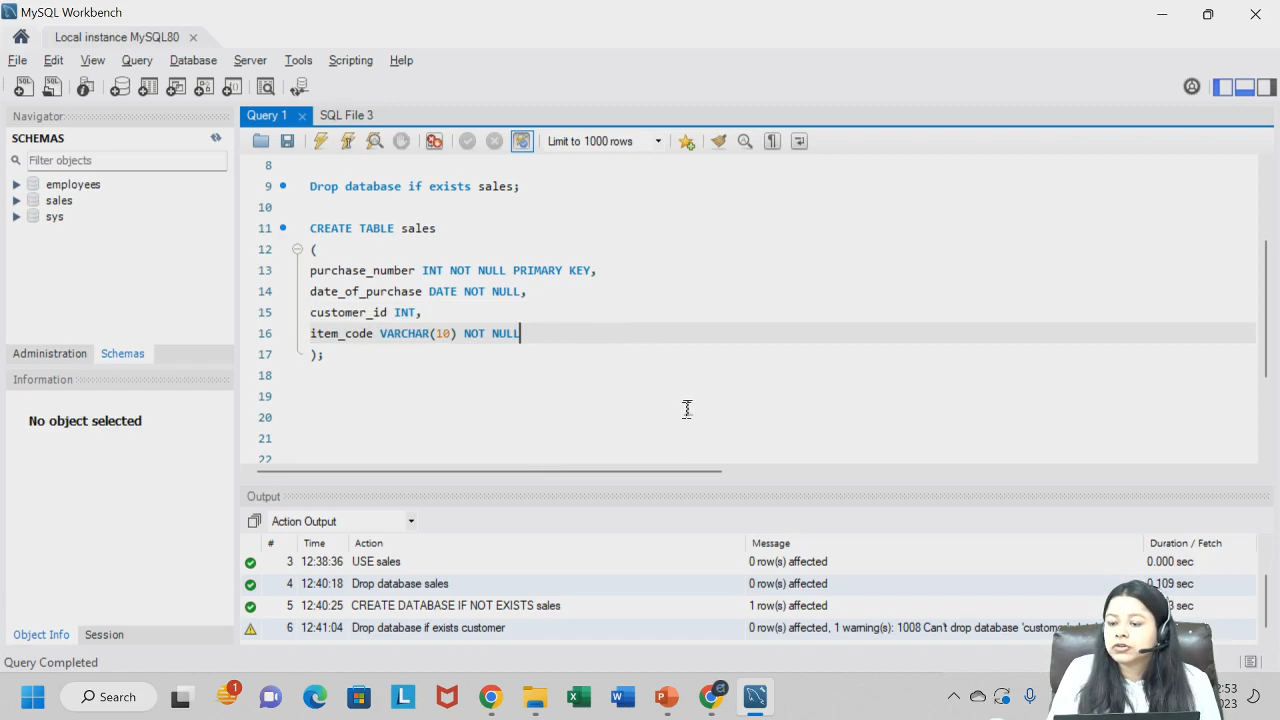 MySQL Workbench
Local instance MySQL80
File Edit View Query Database Server Tools Scripting Help
Navigator
SCHEMAS
Filter objects
employees
sales
sys
Administration Schemas
Information
No object selected
Object Info Session
Query Completed
Query 1 SQL File 3
Limit to 1000 rows
8
9 Drop database if exists sales;
10
11 CREATE TABLE sales
12 (
13 purchase_number INT NOT NULL PRIMARY KEY,
14 date_of_purchase DATE NOT NULL,
15 customer_id INT,
16 item_code VARCHAR(10) NOT NULL
17 );
18
19
20
21
22
Output
Action Output
# Time Action Message Duration / Fetch
3 12:38:36 USE sales 0 row(s) affected 0.000 sec
4 12:40:18 Drop database sales 0 row(s) affected 0.109 sec
5 12:40:25 CREATE DATABASE IF NOT EXISTS sales 1 row(s) affected sec
6 12:41:04 Drop database if exists customer 0 row(s) affected, 1 warning(s): 1008 Can't drop database
Search